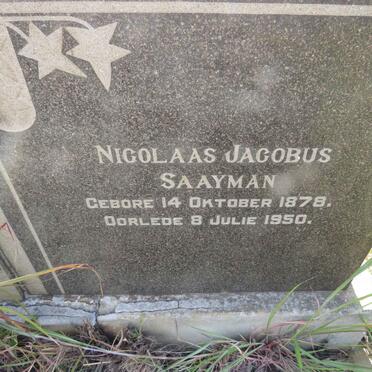 NICOLAAS JACOBUS
SAAYMAN
GEBORE 14 OKTOBER 1878.
OORLEDE 8 JULIE 1950.